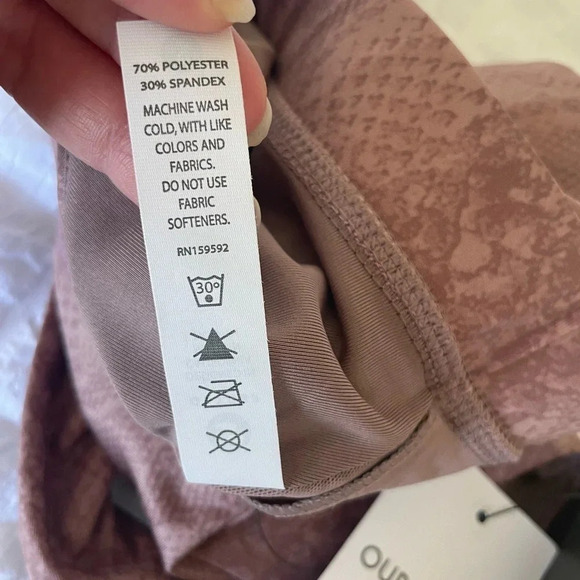 70% POLYESTER
30% SPANDEX
MACHINE WASH
COLD, WITH LIKE
COLORS AND
FABRICS.
DO NOT USE
FABRIC
SOFTENERS.
RN159592
30°